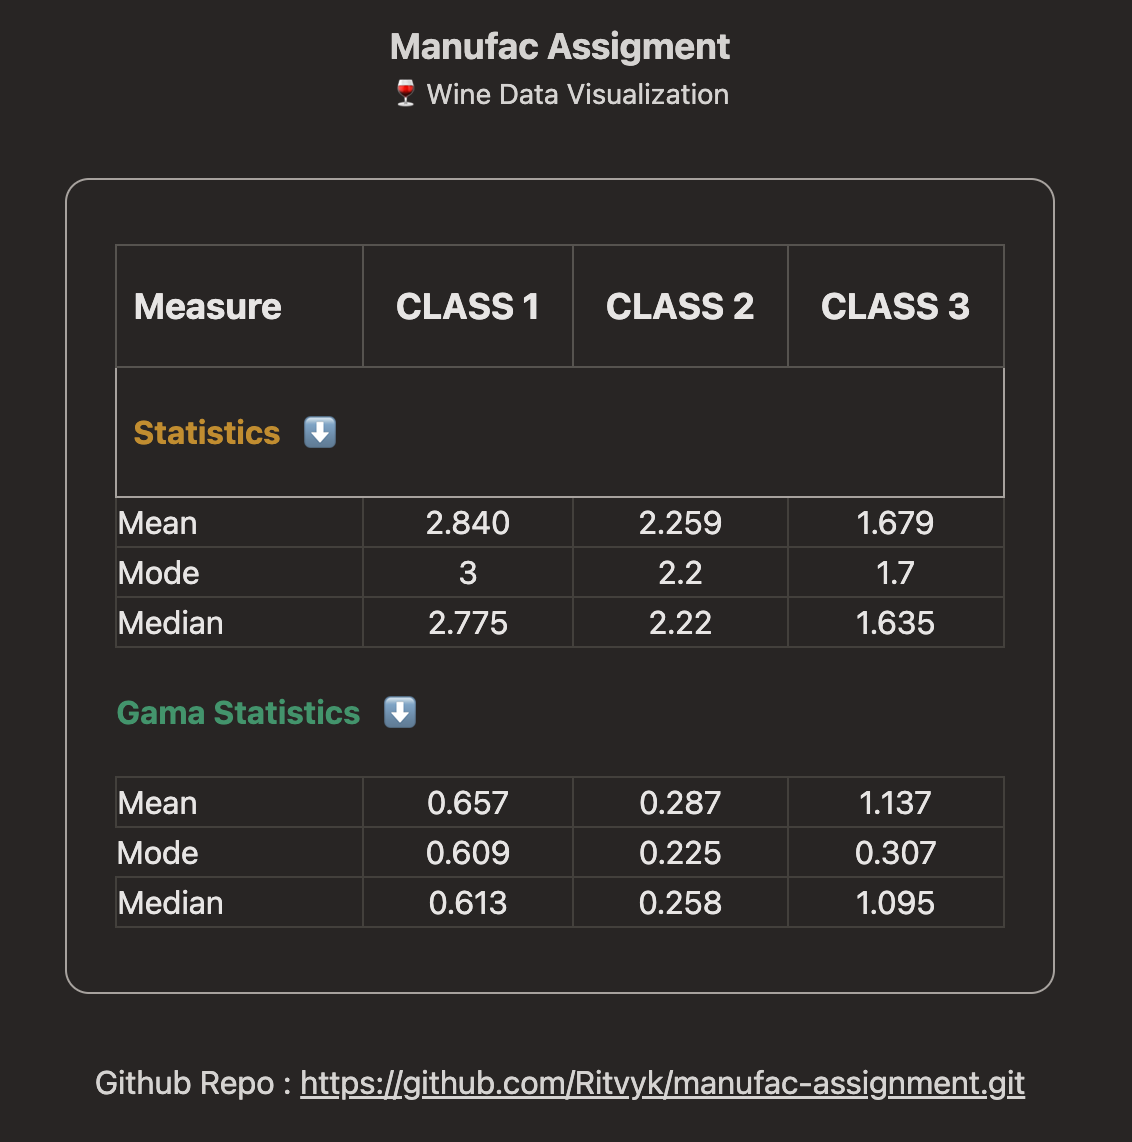 Manufac Assigment
🍷 Wine Data Visualization
Measure CLASS 1 CLASS 2 CLASS 3
Statistics ⬇️
Mean 2.840 2.259 1.679
Mode 3 2.2 1.7
Median 2.775 2.22 1.635
Gama Statistics ⬇️
Mean 0.657 0.287 1.137
Mode 0.609 0.225 0.307
Median 0.613 0.258 1.095
Github Repo : https://github.com/Ritvyk/manufac-assignment.git